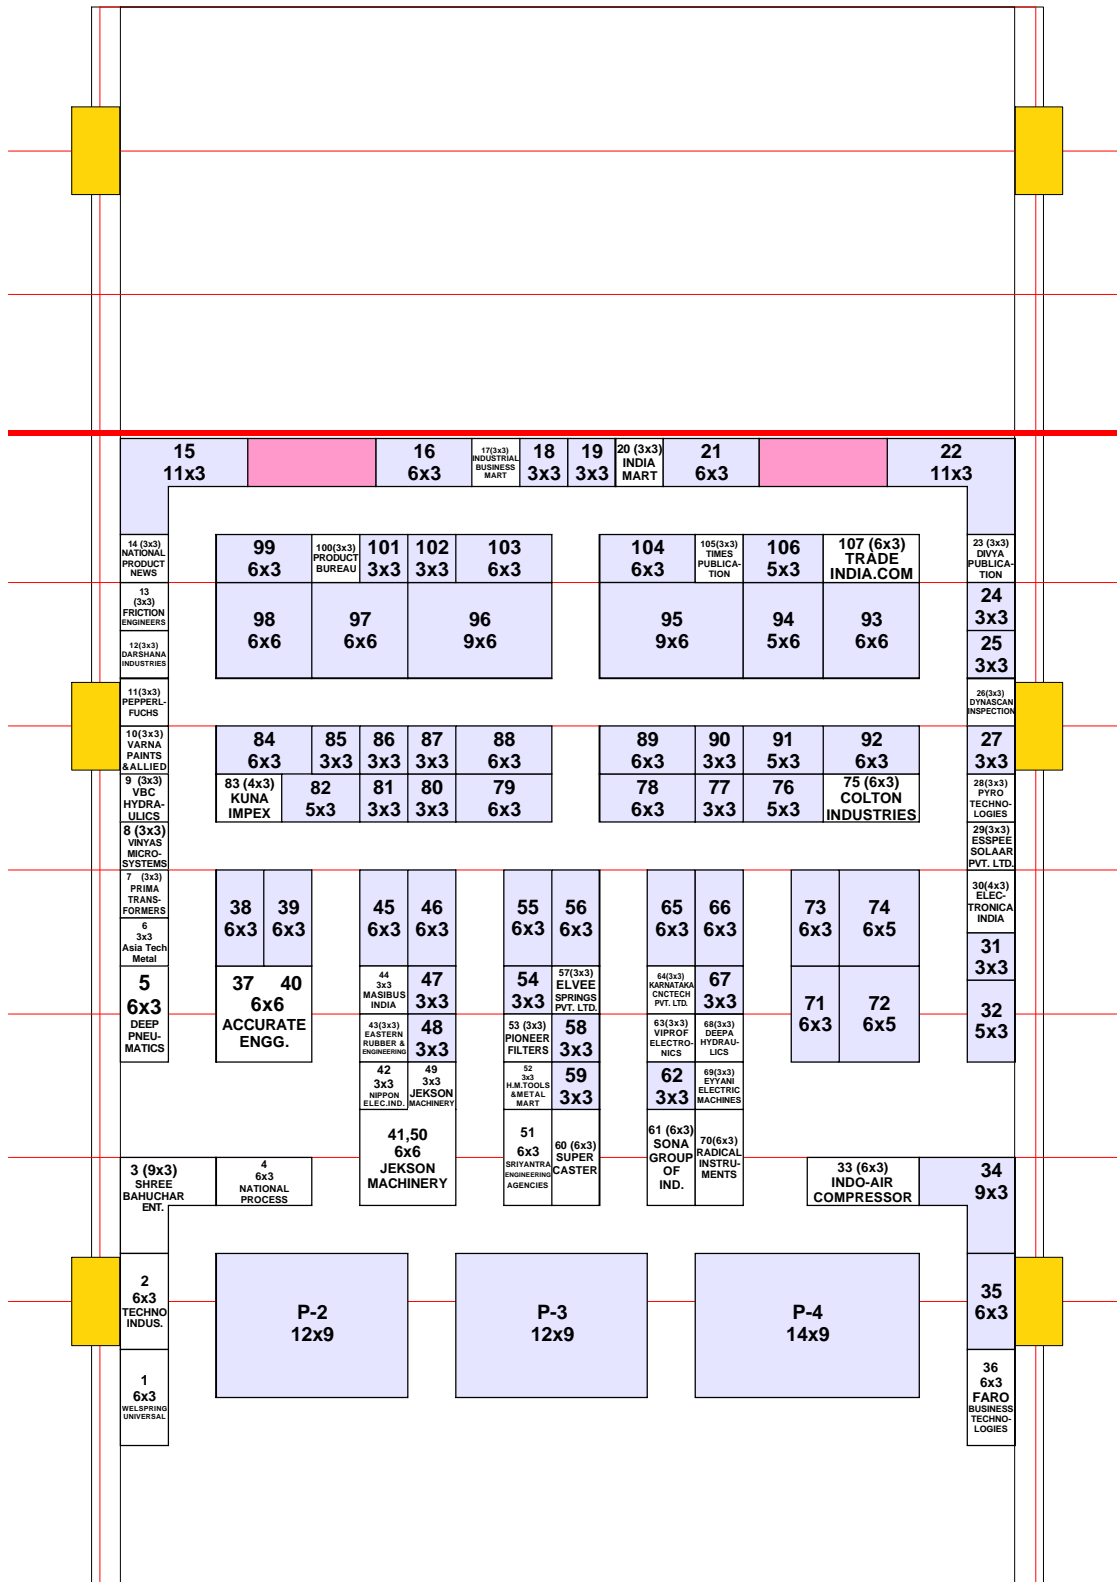 15
11x3
16
6x3
17(3x3)
INDUSTRIAL
BUSINESS
MART
18
3x3
19
3x3
20 (3x3)
INDIA
MART
21
6x3
22
11x3
14 (3x3)
NATIONAL
PRODUCT
NEWS
99
6x3
100(3x3)
PRODUCT
BUREAU
101
3x3
102
3x3
103
6x3
104
6x3
105(3x3)
TIMES
PUBLICA-
TION
106
5x3
107 (6x3)
TRADE
INDIA.COM
23 (3x3)
DIVYA
PUBLICA-
TION
13
(3x3)
FRICTION
ENGINEERS
98
6x6
97
6x6
96
9x6
95
9x6
94
5x6
93
6x6
24
3x3
12(3x3)
DARSHANA
INDUSTRIES
25
3x3
11(3x3)
PEPPERL-
FUCHS
26(3x3)
DYNASCAN
INSPECTION
10(3x3)
VARNA
PAINTS
&ALLIED
84
6x3
85
3x3
86
3x3
87
3x3
88
6x3
89
6x3
90
3x3
91
5x3
92
6x3
27
3x3
9 (3x3)
VBC
HYDRA-
ULICS
83 (4x3)
KUNA
IMPEX
82
5x3
81
3x3
80
3x3
79
6x3
78
6x3
77
3x3
76
5x3
75 (6x3)
COLTON
INDUSTRIES
28(3x3)
PYRO
TECHNO-
LOGIES
8 (3x3)
VINYAS
MICRO-
SYSTEMS
29(3x3)
ESSPEE
SOLAAR
PVT. LTD.
7 (3x3)
PRIMA
TRANS-
FORMERS
38
6x3
39
6x3
45
6x3
46
6x3
55
6x3
56
6x3
65
6x3
66
6x3
73
6x3
74
6x5
30(4x3)
ELEC-
TRONICA
INDIA
6
3x3
Asia Tech
Metal
31
3x3
5
6x3
DEEP
PNEU-
MATICS
37 40
6x6
ACCURATE
ENGG.
44
3x3
MASIBUS
INDIA
47
3x3
54
3x3
57(3x3)
ELVEE
SPRINGS
PVT. LTD.
64(3x3)
KARNATAKA
CNCTECH
PVT. LTD.
67
3x3
71
6x3
72
6x5
32
5x3
43(3x3)
EASTERN
RUBBER &
ENGINEERING
48
3x3
53 (3x3)
PIONEER
FILTERS
58
3x3
63(3x3)
VIPROF
ELECTRO-
NICS
68(3x3)
DEEPA
HYDRAU-
LICS
42
3x3
NIPPON
ELEC.IND.
49
3x3
JEKSON
MACHINERY
52
3x3
H.M.TOOLS
&METAL
MART
59
3x3
62
3x3
69(3x3)
EYYANI
ELECTRIC
MACHINES
41,50
6x6
JEKSON
MACHINERY
51
6x3
SRIYANTRA
ENGINEERING
AGENCIES
60 (6x3)
SUPER
CASTER
61 (6x3)
SONA
GROUP
OF
IND.
70(6x3)
RADICAL
INSTRU-
MENTS
3 (9x3)
SHREE
BAHUCHAR
ENT.
4
6x3
NATIONAL
PROCESS
33 (6x3)
INDO-AIR
COMPRESSOR
34
9x3
2
6x3
TECHNO
INDUS.
P-2
12x9
P-3
12x9
P-4
14x9
35
6x3
1
6x3
WELSPRING
UNIVERSAL
36
6x3
FARO
BUSINESS
TECHNO-
LOGIES